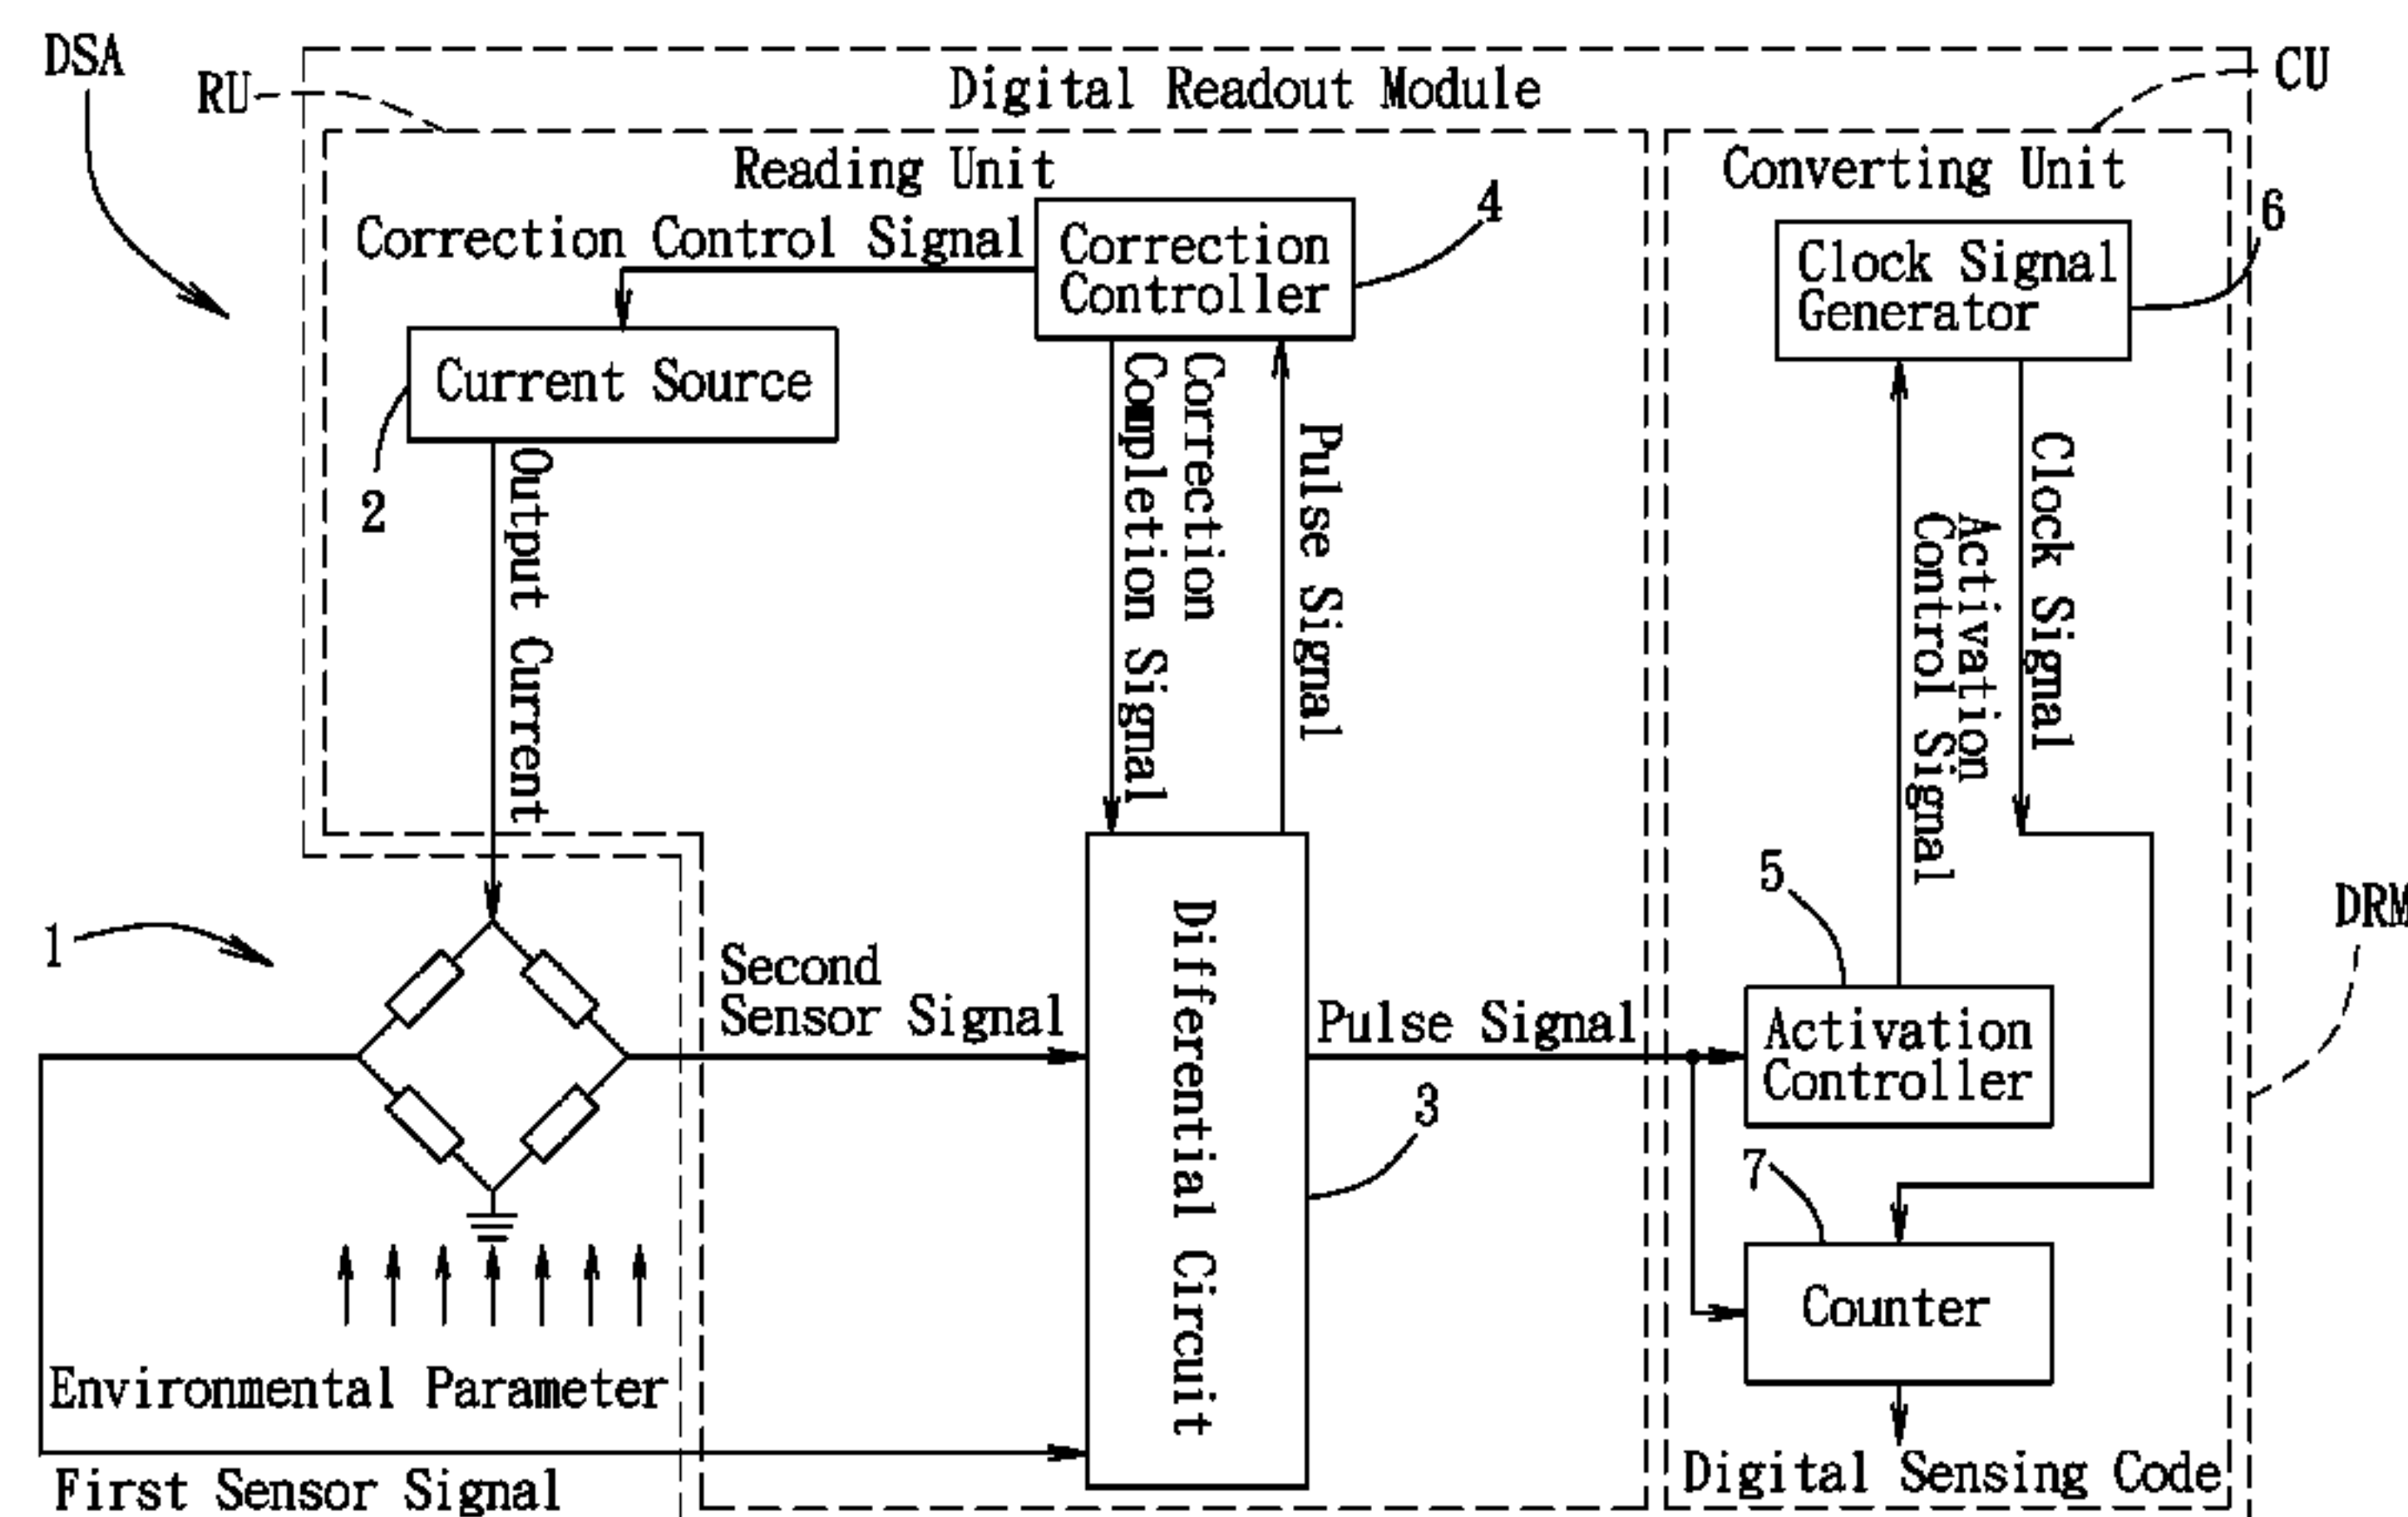 DSA
RU
Digital Readout Module
CU
Reading Unit
Converting Unit
4
6
Correction Control Signal
Correction
Controller
Clock Signal
Generator
Current Source
2
Output Current
Correction
Completion Signal
Pulse Signal
Activation
Control Signal
Clock Signal
5
DRM
1
Second
Sensor Signal
Differential Circuit
Pulse Signal
Activation
Controller
3
7
Counter
Environmental Parameter
First Sensor Signal
Digital Sensing Code